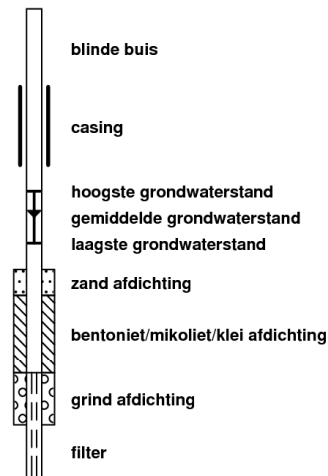 blinde buis
casing
hoogste grondwaterstand
gemiddelde grondwaterstand
laagste grondwaterstand
zand afdichting
bentoniet/mikoliet/klei afdichting
grind afdichting
filter